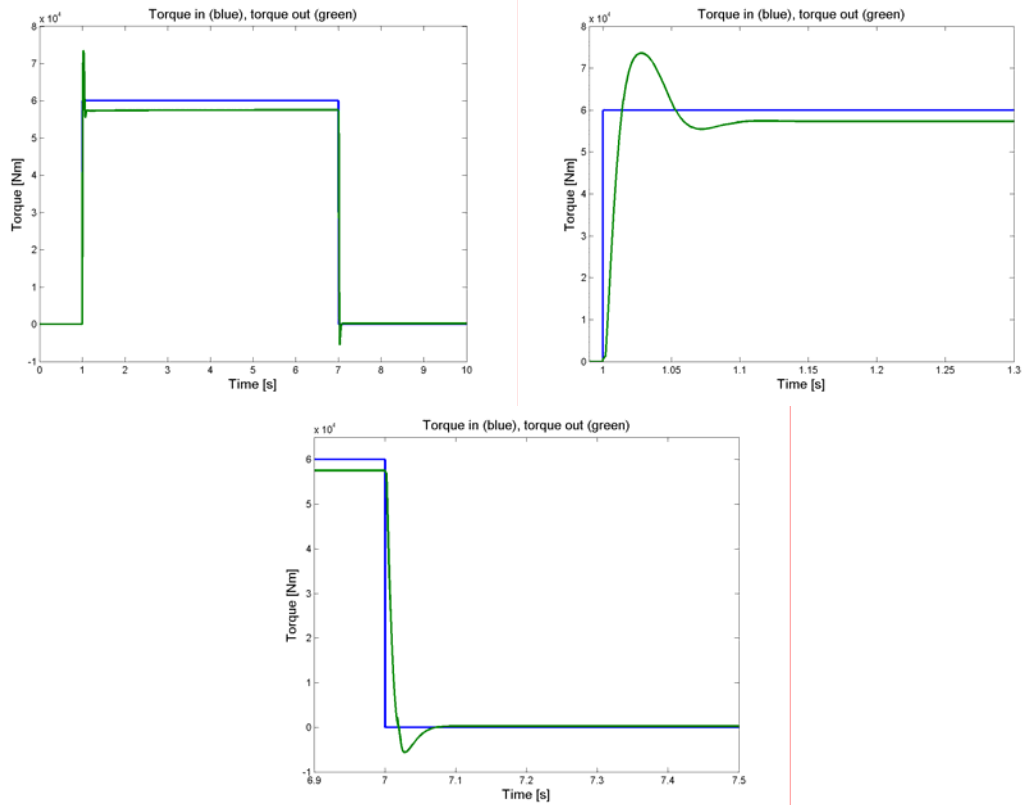 Torque in (blue), torque out (green)
x 10⁴
8
7
6
5
4
3
2
1
0
-1
Torque [Nm]
0 1 2 3 4 5 6 7 8 9 10
Time [s]
Torque in (blue), torque out (green)
x 10⁴
8
7
6
5
4
3
2
1
0
Torque [Nm]
1 1.05 1.1 1.15 1.2 1.25 1.3
Time [s]
Torque in (blue), torque out (green)
x 10⁴
6
5
4
3
2
1
0
-1
Torque [Nm]
6.9 7 7.1 7.2 7.3 7.4 7.5
Time [s]